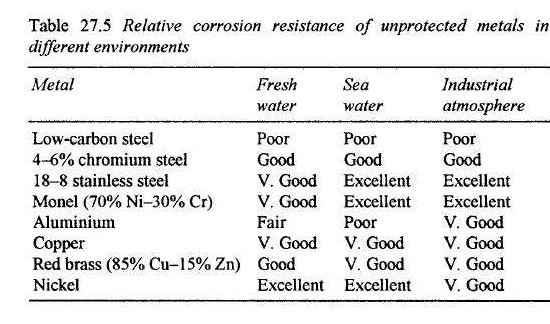 Table 27.5 Relative corrosion resistance of unprotected metals in
different environments
Metal Fresh water Sea water Industrial atmosphere
Low-carbon steel Poor Poor Poor
4–6% chromium steel Good Good Good
18–8 stainless steel V. Good Excellent Excellent
Monel (70% Ni–30% Cr) V. Good Excellent Excellent
Aluminium Fair Poor V. Good
Copper V. Good V. Good V. Good
Red brass (85% Cu–15% Zn) Good V. Good V. Good
Nickel Excellent Excellent V. Good